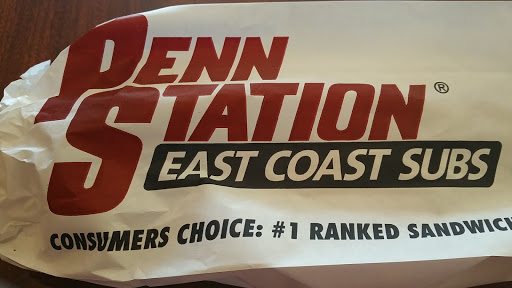 PENN
STATION®
EAST COAST SUBS
CONSUMERS CHOICE: #1 RANKED SANDWICH